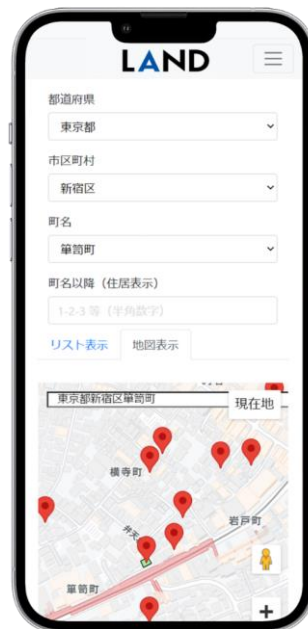 LAND
都道府県
東京都
市区町村
新宿区
町名
箪笥町
町名以降（住居表示）
1-2-3 等（半角数字）
リスト表示
地図表示
東京都新宿区箪笥町
現在地
横寺町
岩戸町
弁天
箪笥町
+